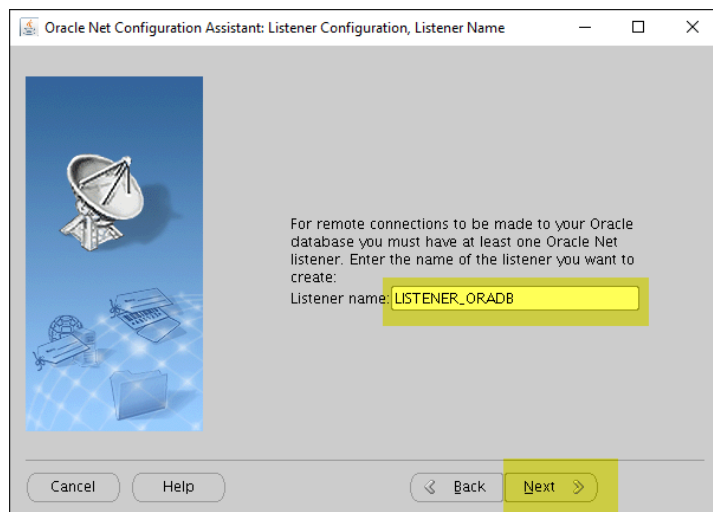 Oracle Net Configuration Assistant: Listener Configuration, Listener Name
For remote connections to be made to your Oracle
database you must have at least one Oracle Net
listener. Enter the name of the listener you want to
create:
Listener name: LISTENER_ORADB
Cancel Help Back Next